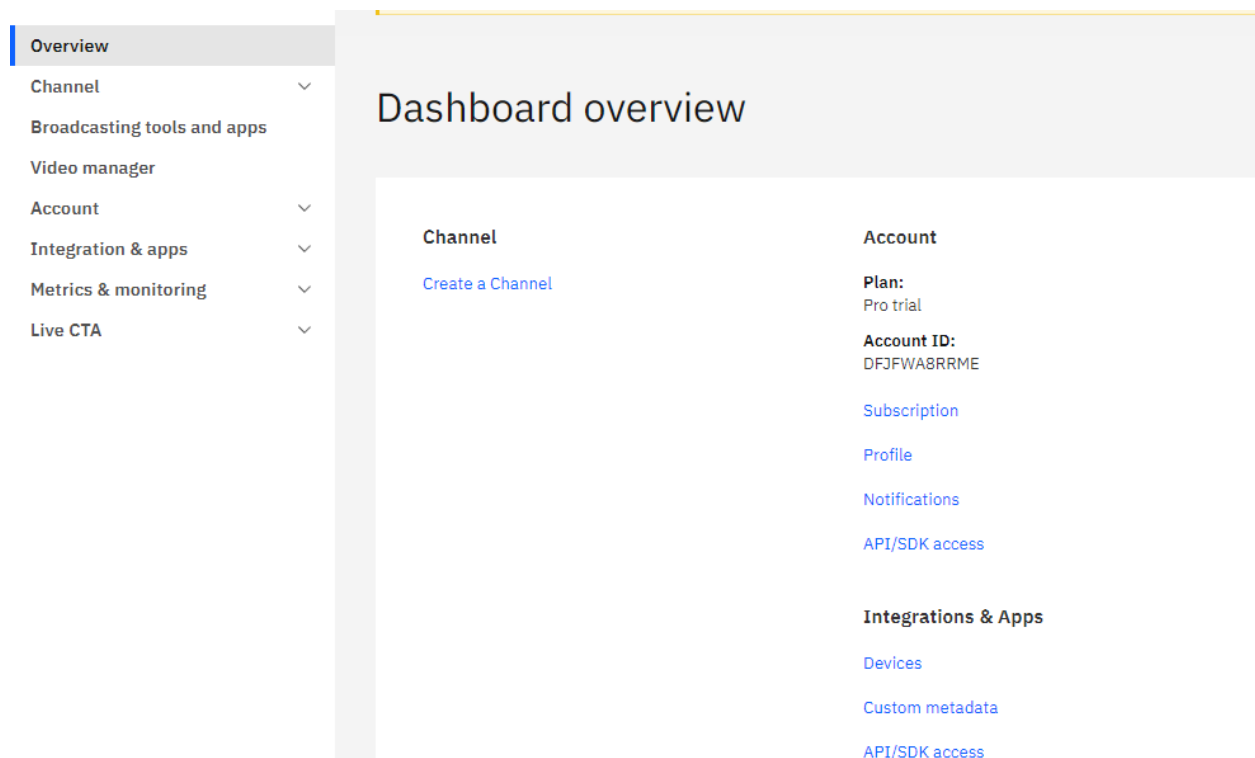 Overview
Channel
Broadcasting tools and apps
Video manager
Account
Integration & apps
Metrics & monitoring
Live CTA
Dashboard overview
Channel
Create a Channel
Account
Plan:
Pro trial
Account ID:
DFJFWA8RRME
Subscription
Profile
Notifications
API/SDK access
Integrations & Apps
Devices
Custom metadata
API/SDK access